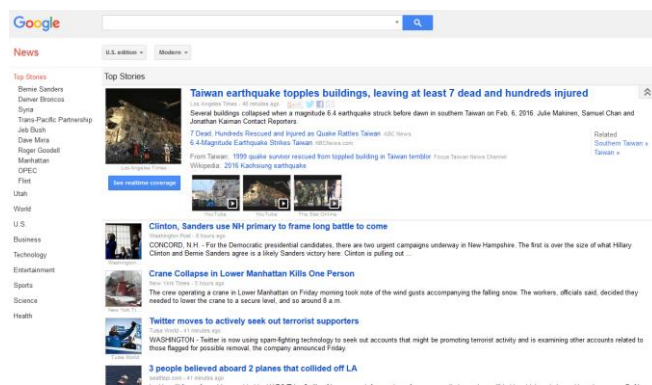 Google
News
U.S. edition
Modern
Top Stories
Bernie Sanders
Denver Broncos
Syria
Trans-Pacific Partnership
Jeb Bush
Dave Mirra
Roger Goodell
Manhattan
OPEC
Flint
Utah
World
U.S.
Business
Technology
Entertainment
Sports
Science
Health
Top Stories
Taiwan earthquake topples buildings, leaving at least 7 dead and hundreds injured
Los Angeles Times - 46 minutes ago
Several buildings collapsed when a magnitude 6.4 earthquake struck before dawn in southern Taiwan on Feb. 6, 2016. Julie Makinen, Samuel Chan and
Jonathan Kaiman Contact Reporters.
7 Dead, Hundreds Rescued and Injured as Quake Rattles Taiwan ABC News
6.4-Magnitude Earthquake Strikes Taiwan NBCNews.com
From Taiwan: 1999 quake survivor rescued from toppled building in Taiwan temblor Focus Taiwan News Channel
Wikipedia: 2016 Kaohsiung earthquake
Related
Southern Taiwan »
Taiwan »
Los Angeles Times
See realtime coverage
YouTube
YouTube
The Star Online
Clinton, Sanders use NH primary to frame long battle to come
Washington Post - 8 hours ago
CONCORD, N.H. - For the Democratic presidential candidates, there are two urgent campaigns underway in New Hampshire. The first is over the size of what Hillary
Clinton and Bernie Sanders agree is a likely Sanders victory here. Clinton is pulling out ...
Washington...
Crane Collapse in Lower Manhattan Kills One Person
New York Times - 5 hours ago
The crew operating a crane in Lower Manhattan on Friday morning took note of the wind gusts accompanying the falling snow. The workers, officials said, decided they
needed to lower the crane to a secure level, and so around 8 a.m.
New York Ti...
Twitter moves to actively seek out terrorist supporters
Tulsa World - 41 minutes ago
WASHINGTON - Twitter is now using spam-fighting technology to seek out accounts that might be promoting terrorist activity and is examining other accounts related to
those flagged for possible removal, the company announced Friday.
Tulsa World
3 people believed aboard 2 planes that collided off LA
seattlepi.com - 41 minutes ago